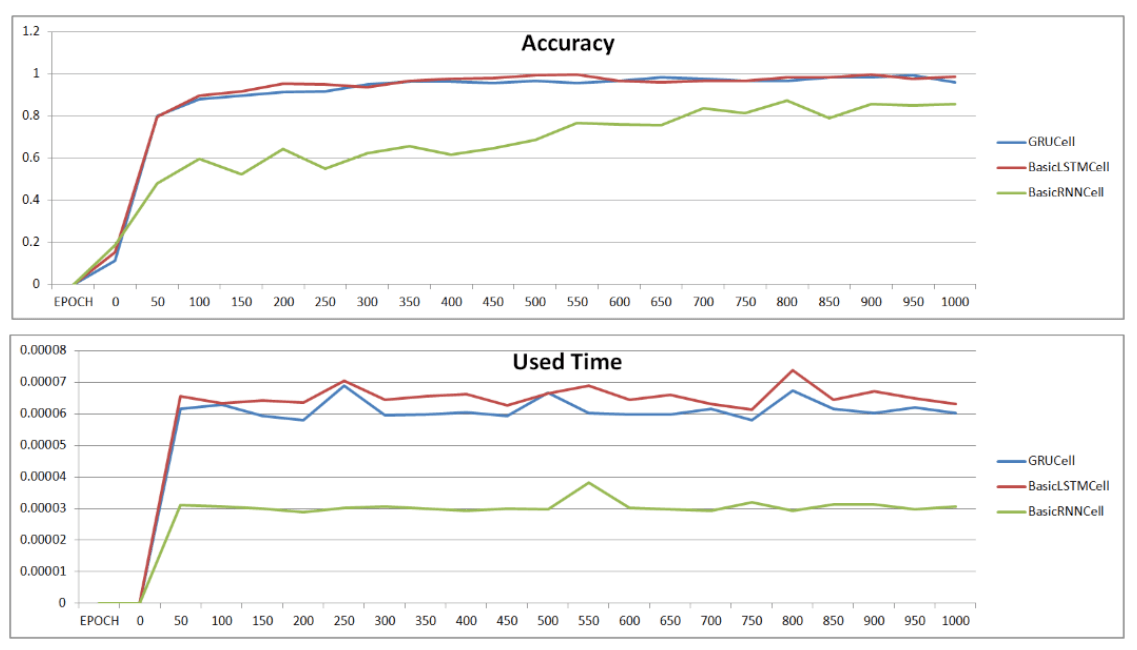 Accuracy
1.2
1
0.8
0.6
0.4
0.2
0
EPOCH 0 50 100 150 200 250 300 350 400 450 500 550 600 650 700 750 800 850 900 950 1000
GRUCell
BasicLSTMCell
BasicRNNCell
Used Time
0.00008
0.00007
0.00006
0.00005
0.00004
0.00003
0.00002
0.00001
0
EPOCH 0 50 100 150 200 250 300 350 400 450 500 550 600 650 700 750 800 850 900 950 1000
GRUCell
BasicLSTMCell
BasicRNNCell